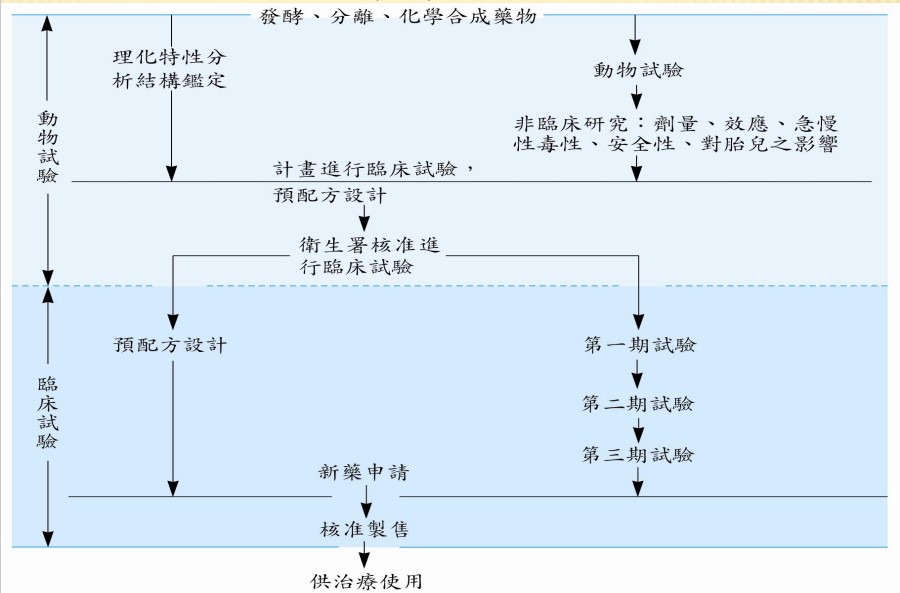 發酵、分離、化學合成藥物
理化特性分
析結構鑑定
動物試驗
動物試驗
非臨床研究：劑量、效應、急慢
性毒性、安全性、對胎兒之影響
計畫進行臨床試驗，
預配方設計
衛生署核准進
行臨床試驗
臨床試驗
預配方設計
第一期試驗
第二期試驗
第三期試驗
新藥申請
核准製售
供治療使用